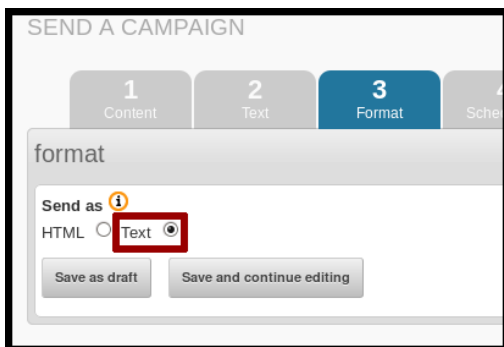 SEND A CAMPAIGN
1 2 3
Content Text Format
format
Send as
HTML Text
Save as draft Save and continue editing